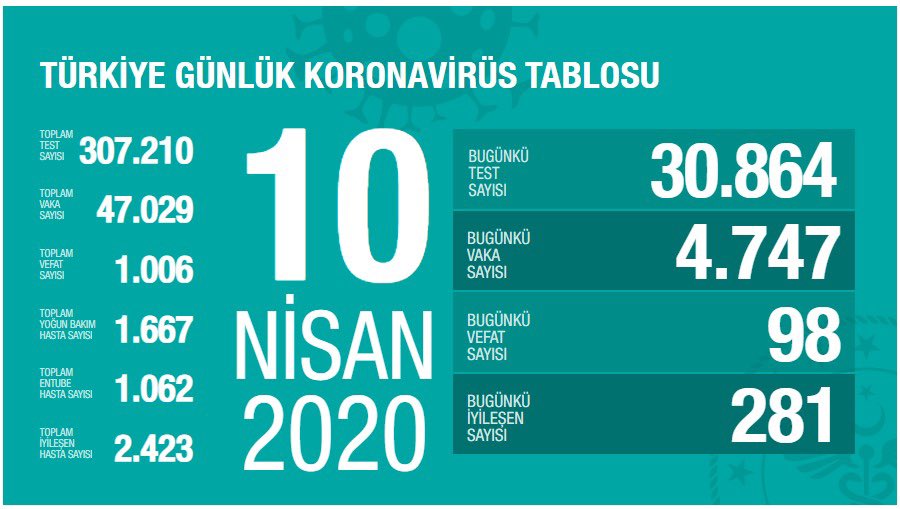 TÜRKİYE GÜNLÜK KORONAVİRÜS TABLOSU
TOPLAM
TEST
SAYISI
307.210
TOPLAM
VAKA
SAYISI
47.029
TOPLAM
VEFAT
SAYISI
1.006
TOPLAM
YOĞUN BAKIM
HASTA SAYISI
1.667
TOPLAM
ENTUBE
HASTA SAYISI
1.062
TOPLAM
İYİLEŞEN
HASTA SAYISI
2.423
10
NİSAN
2020
BUGÜNKÜ
TEST
SAYISI
30.864
BUGÜNKÜ
VAKA
SAYISI
4.747
BUGÜNKÜ
VEFAT
SAYISI
98
BUGÜNKÜ
İYİLEŞEN
SAYISI
281